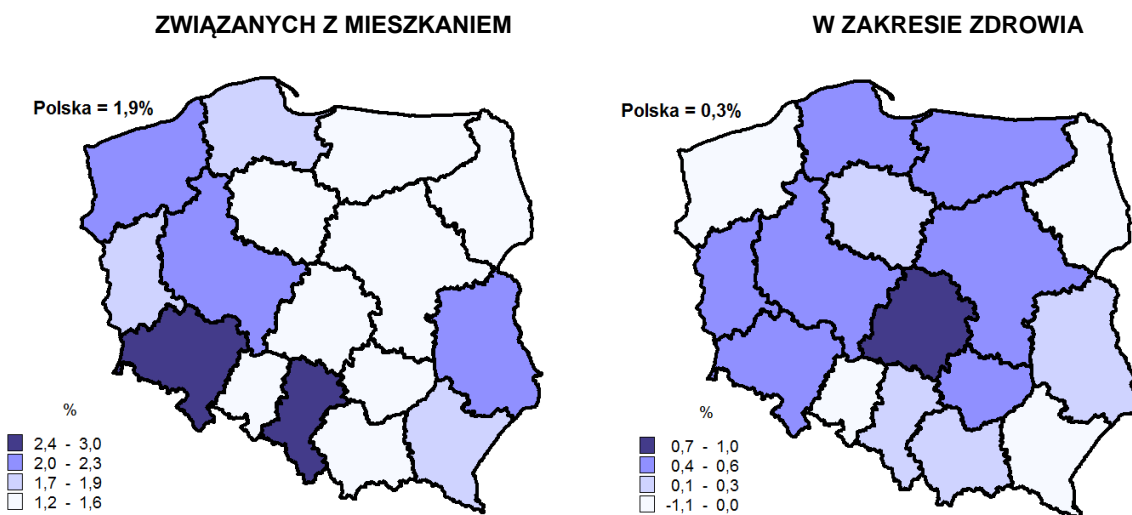 ZWIĄZANYCH Z MIESZKANIEM
Polska = 1,9%
%
2,4 - 3,0
2,0 - 2,3
1,7 - 1,9
1,2 - 1,6
W ZAKRESIE ZDROWIA
Polska = 0,3%
%
0,7 - 1,0
0,4 - 0,6
0,1 - 0,3
-1,1 - 0,0